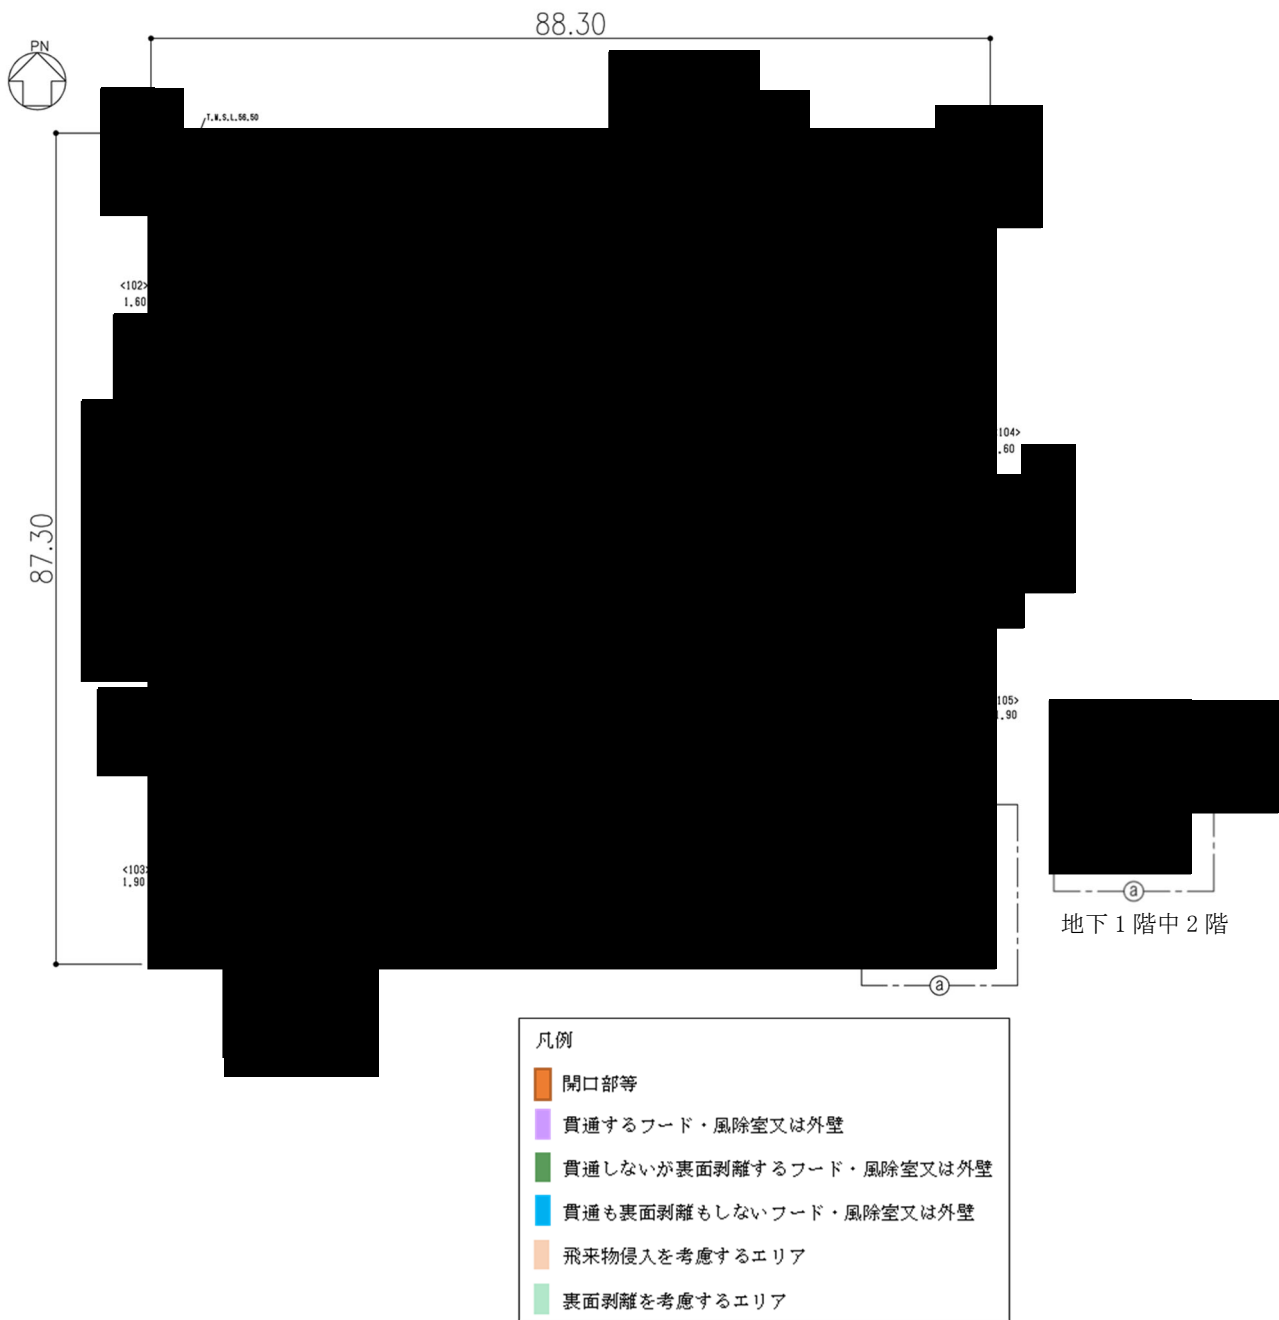 88.30
PN
T.M.S.L.56.50
<102>
1.60
104>
.60
87.30
105>
1.90
<103>
1.90
a
地下1階中2階
a
凡例
開口部等
貫通するフード・風除室又は外壁
貫通しないが裏面剥離するフード・風除室又は外壁
貫通も裏面剥離もしないフード・風除室又は外壁
飛来物侵入を考慮するエリア
裏面剥離を考慮するエリア